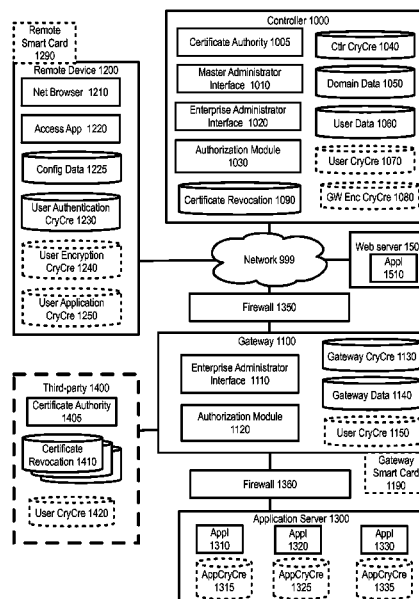 Remote
Smart Card
1290
Remote Device 1200
Net Browser 1210
Access App 1220
Config Data 1225
User Authentication
CryCre 1230
User Encryption
CryCre 1240
User Application
CryCre 1250
Controller 1000
Certificate Authority 1005
Master Administrator
Interface 1010
Enterprise Administrator
Interface 1020
Authorization Module
1030
Certificate Revocation 1090
Ctlr CryCre 1040
Domain Data 1050
User Data 1060
User CryCre 1070
GW Enc CryCre 1080
Network 999
Web server 150
Appl
1510
Firewall 1350
Gateway 1100
Enterprise Administrator
Interface 1110
Authorization Module
1120
Gateway CryCre 1130
Gateway Data 1140
User CryCre 1150
Gateway
Smart Card
1190
Third-party 1400
Certificate Authority
1405
Certificate
Revocation 1410
User CryCre 1420
Firewall 1360
Application Server 1300
Appl
1310
Appl
1320
Appl
1330
AppCryCre
1315
AppCryCre
1325
AppCryCre
1335